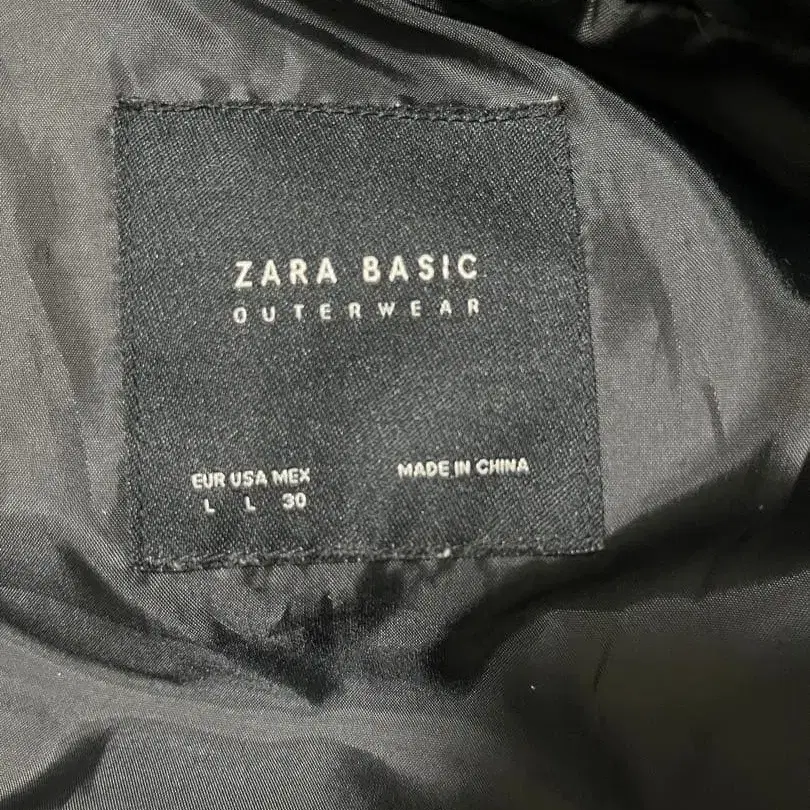 ZARA BASIC
OUTERWEAR
EUR USA MEX
L L 30
MADE IN CHINA